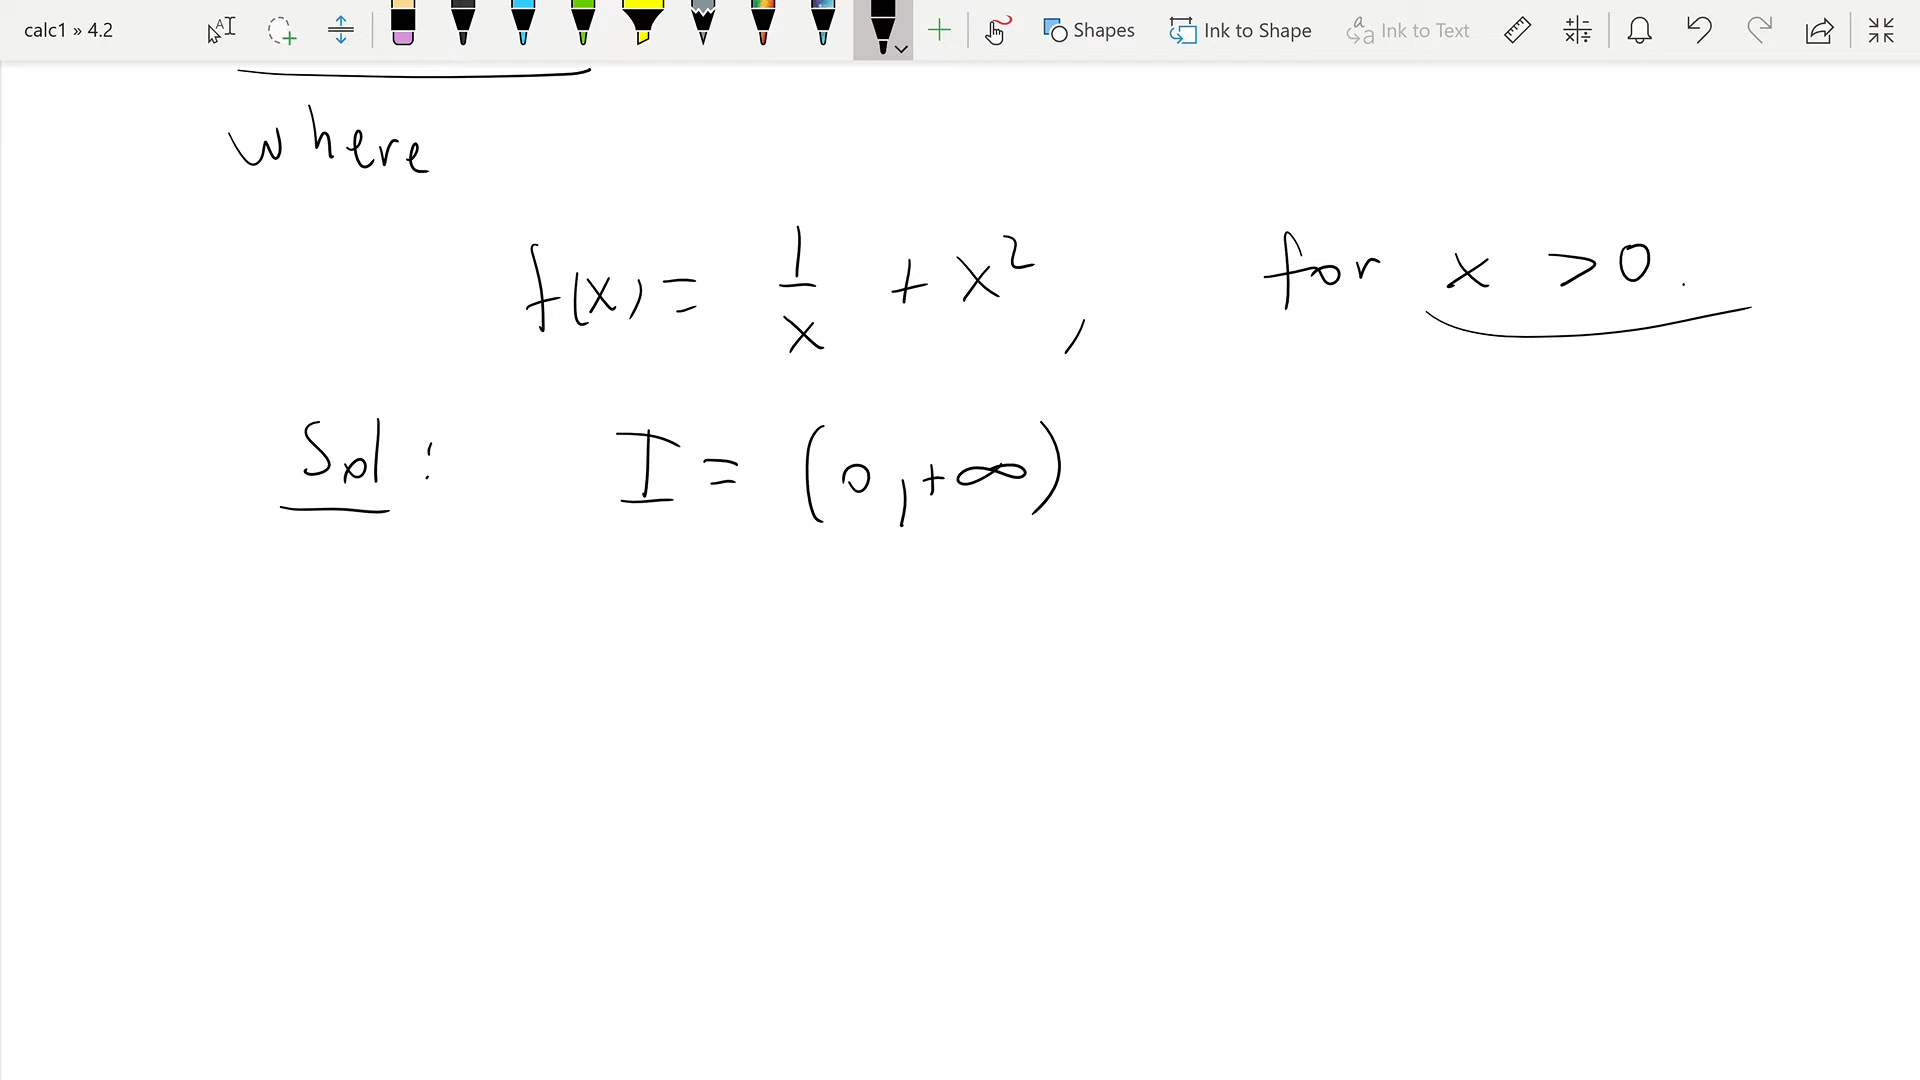 calc1 » 4.2 Shapes Ink to Shape Ink to Text
where
f(x) = 1/x + x², for x > 0.
Sol : I = (0, +∞)